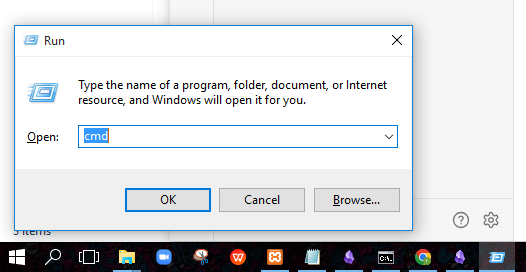 Run
Type the name of a program, folder, document, or Internet
resource, and Windows will open it for you.
Open:
cmd
OK
Cancel
Browse...
5 items